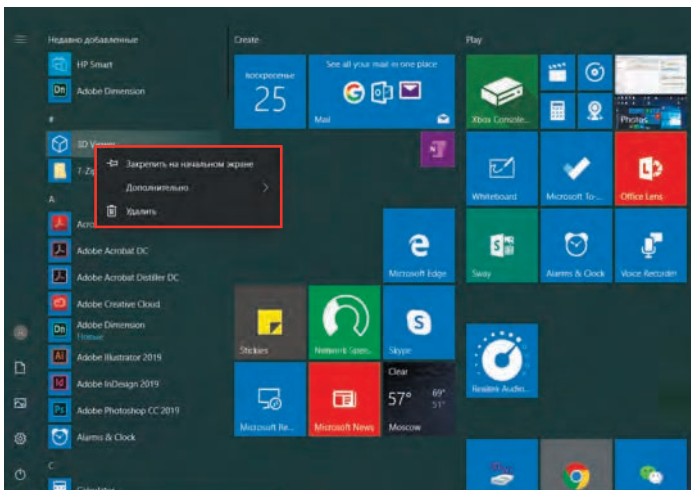 Недавно добавленные
HP Smart
Adobe Dimension
#
3D Viewer
7-Zip
A
Adobe Acrobat DC
Adobe Acrobat Distiller DC
Adobe Creative Cloud
Adobe Dimension
Новые
Adobe Illustrator 2019
Adobe InDesign 2019
Adobe Photoshop CC 2019
Alarms & Clock
C
Закрепить на начальном экране
Дополнительно
Удалить
Create
воскресенье
25
See all your mail in one place
Mail
Microsoft Edge
Stickies
Network Spee...
Skype
Microsoft Re...
Microsoft News
Clear
57°
69°
51°
Moscow
Play
Xbox Console...
Photos
Whiteboard
Microsoft To-...
Office Lens
Sway
Alarms & Clock
Voice Recorder
Realtek Audio...